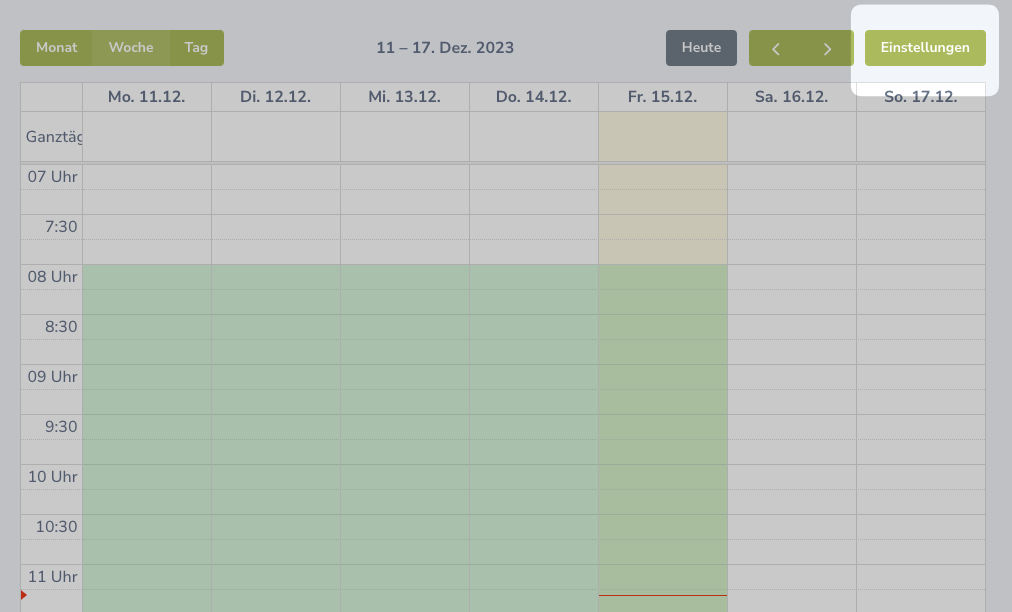 Monat Woche Tag 11 – 17. Dez. 2023 Heute Einstellungen
Mo. 11.12. Di. 12.12. Mi. 13.12. Do. 14.12. Fr. 15.12. Sa. 16.12. So. 17.12.
Ganztäg
07 Uhr
7:30
08 Uhr
8:30
09 Uhr
9:30
10 Uhr
10:30
11 Uhr